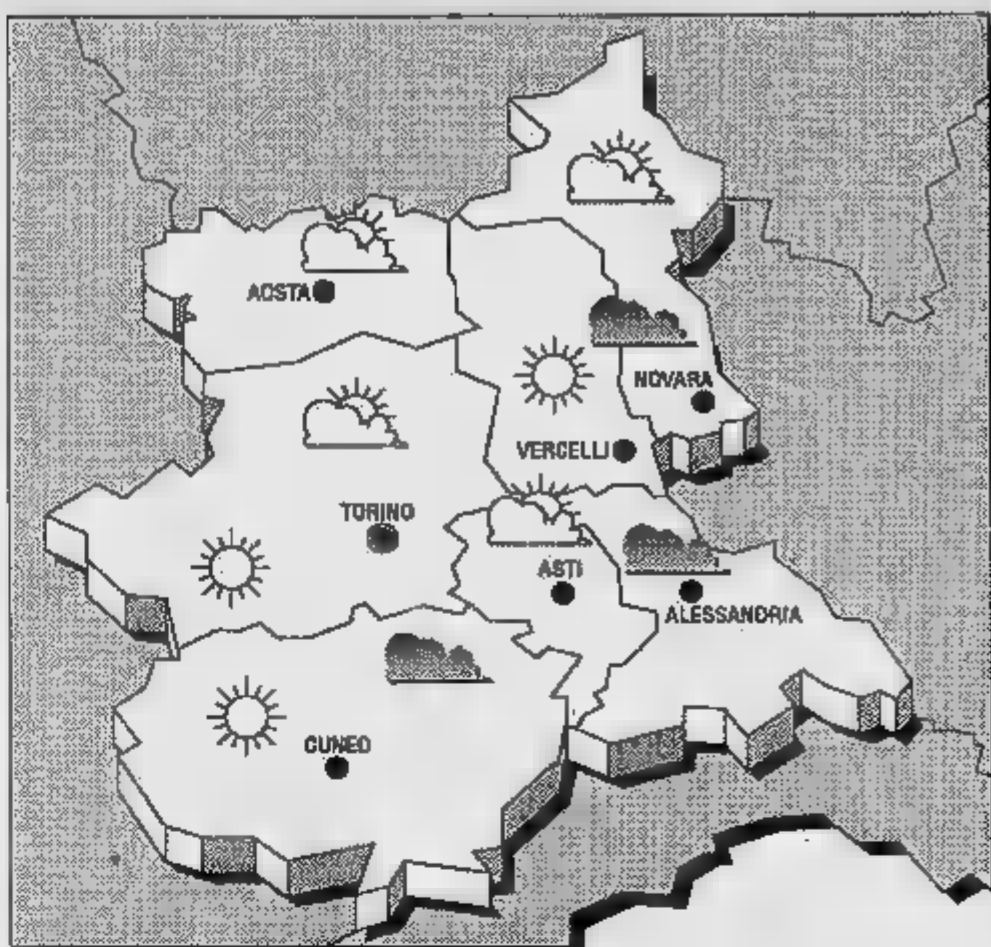 AOSTA
NOVARA
VERCELLI
TORINO
ASTI
ALESSANDRIA
CUNEO